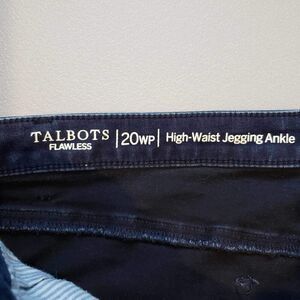 TALBOTS
FLAWLESS
20WP
High-Waist Jegging Ankle